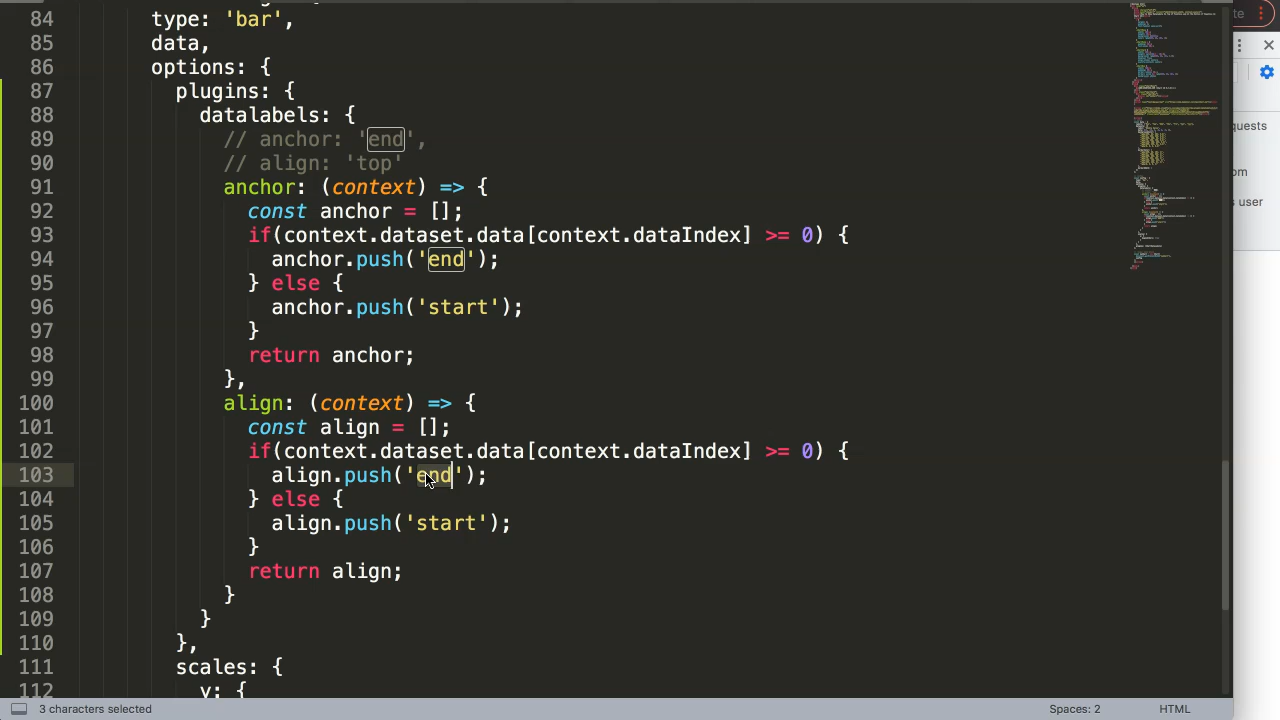 84 type: 'bar',
85 data,
86 options: {
87 plugins: {
88 datalabels: {
89 // anchor: 'end',
90 // align: 'top'
91 anchor: (context) => {
92 const anchor = [];
93 if(context.dataset.data[context.dataIndex] >= 0) {
94 anchor.push('end');
95 } else {
96 anchor.push('start');
97 }
98 return anchor;
99 },
100 align: (context) => {
101 const align = [];
102 if(context.dataset.data[context.dataIndex] >= 0) {
103 align.push('end');
104 } else {
105 align.push('start');
106 }
107 return align;
108 }
109 }
110 },
111 scales: {
112 y: {
3 characters selected
Spaces: 2
HTML
te
quests
om
s user